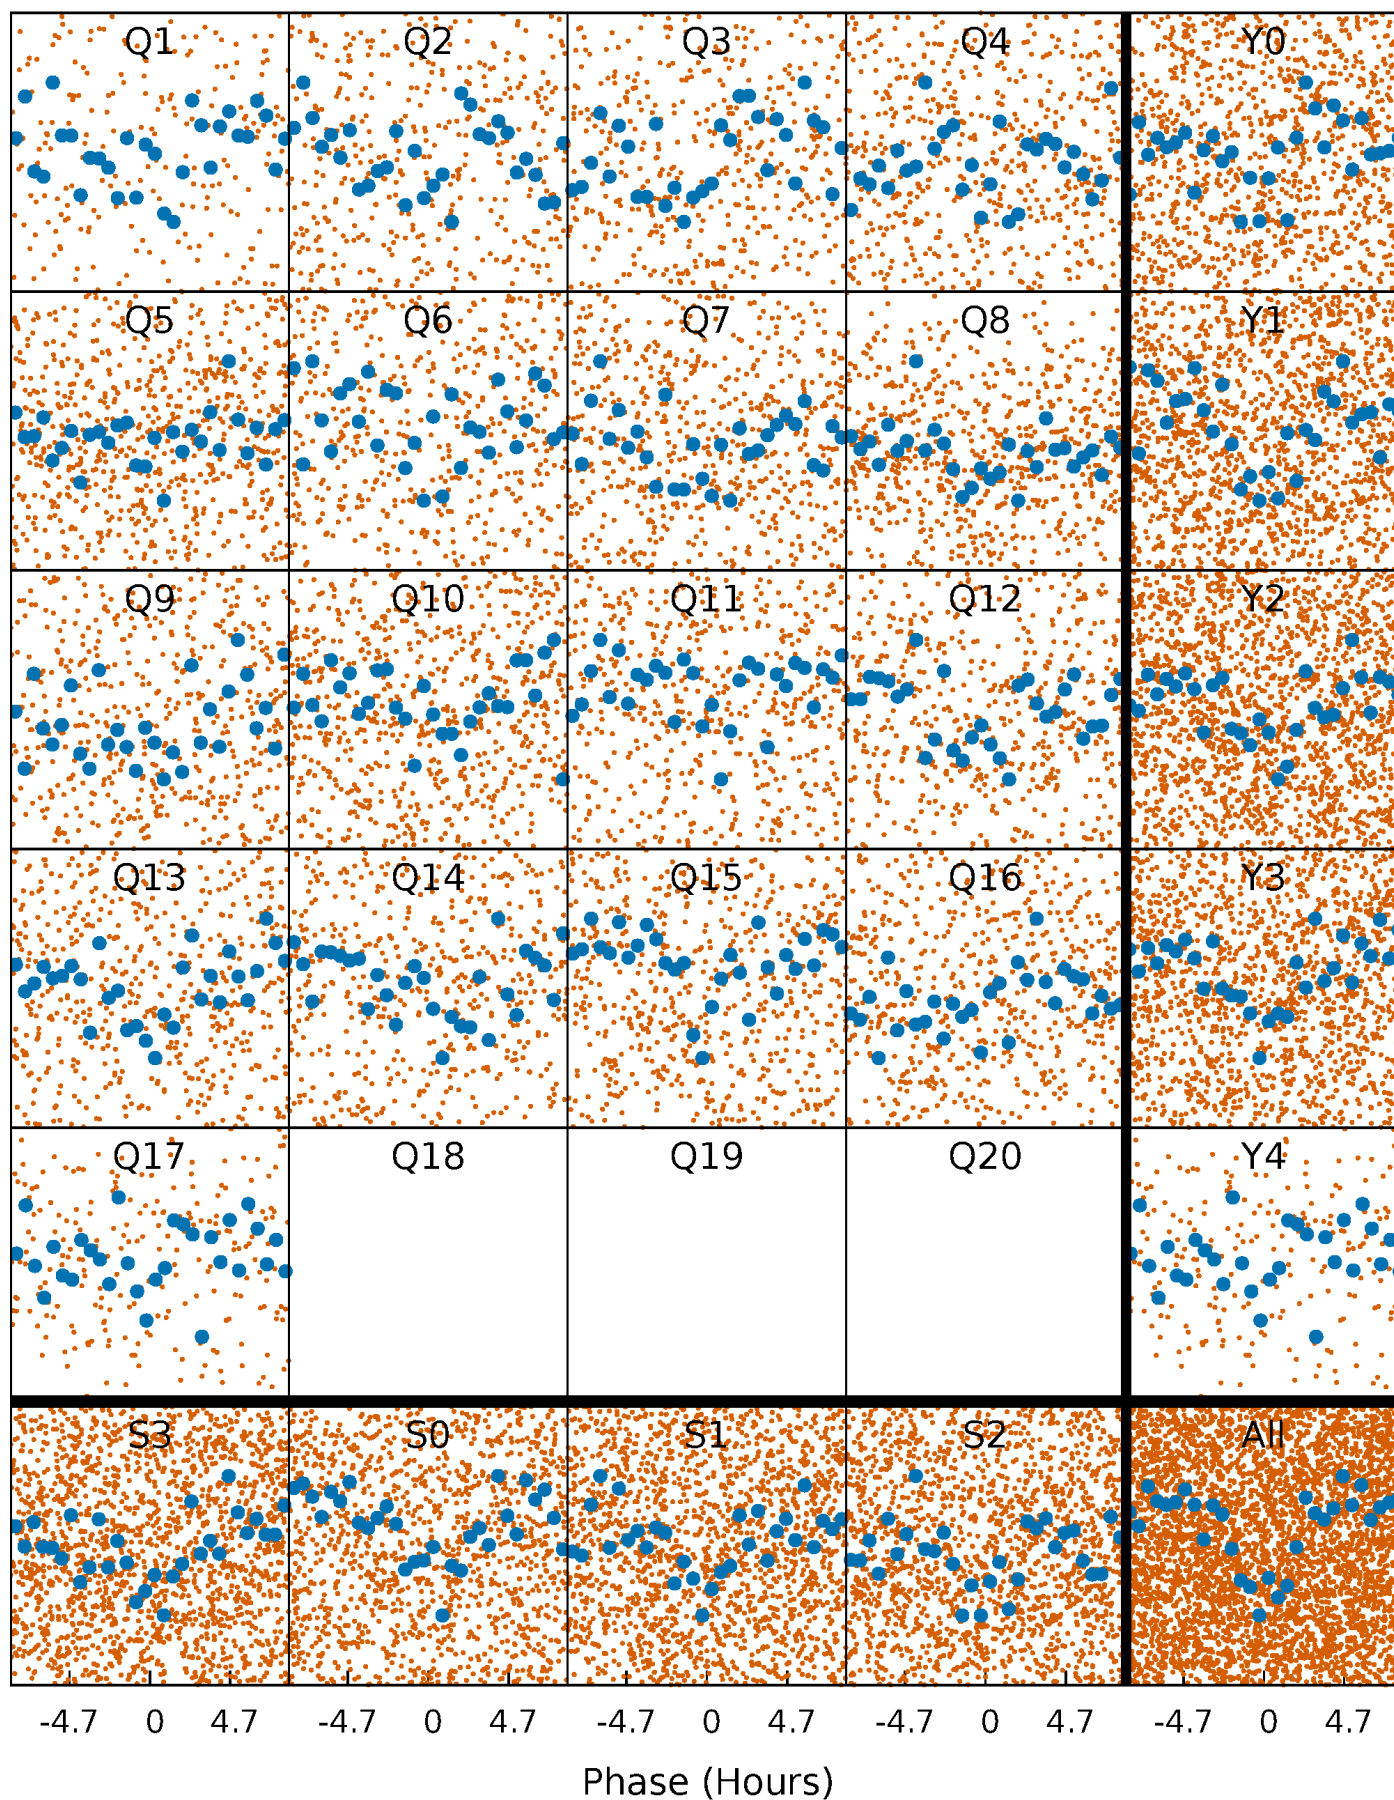 Q1 Q2 Q3 Q4 Y0
Q5 Q6 Q7 Q8 Y1
Q9 Q10 Q11 Q12 Y2
Q13 Q14 Q15 Q16 Y3
Q17 Q18 Q19 Q20 Y4
S3 S0 S1 S2 All
-4.7 0 4.7 -4.7 0 4.7 -4.7 0 4.7 -4.7 0 4.7 -4.7 0 4.7
Phase (Hours)